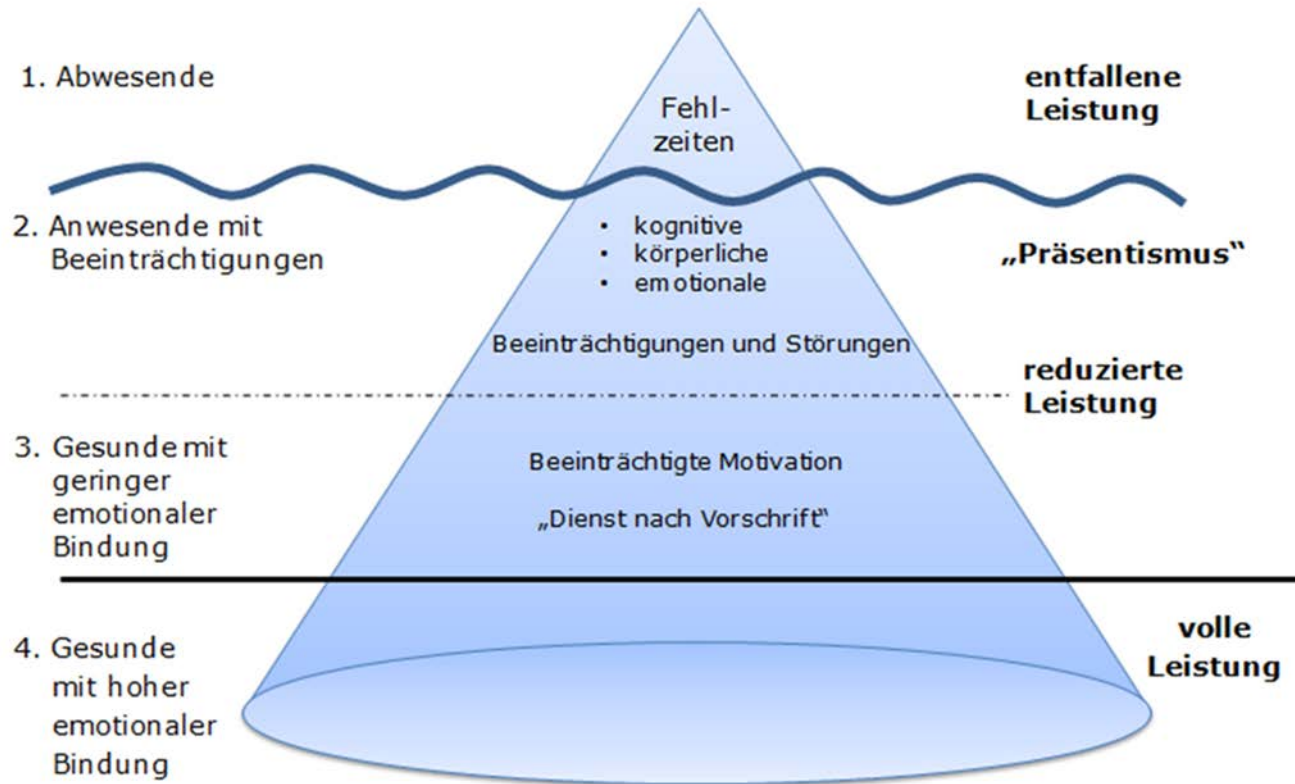 1. Abwesende
Fehl-
zeiten
entfallene
Leistung
2. Anwesende mit
Beeinträchtigungen
• kognitive
• körperliche
• emotionale
„Präsentismus“
Beeinträchtigungen und Störungen
reduzierte
Leistung
3. Gesunde mit
geringer
emotionaler
Bindung
Beeinträchtigte Motivation
„Dienst nach Vorschrift“
4. Gesunde
mit hoher
emotionaler
Bindung
volle
Leistung